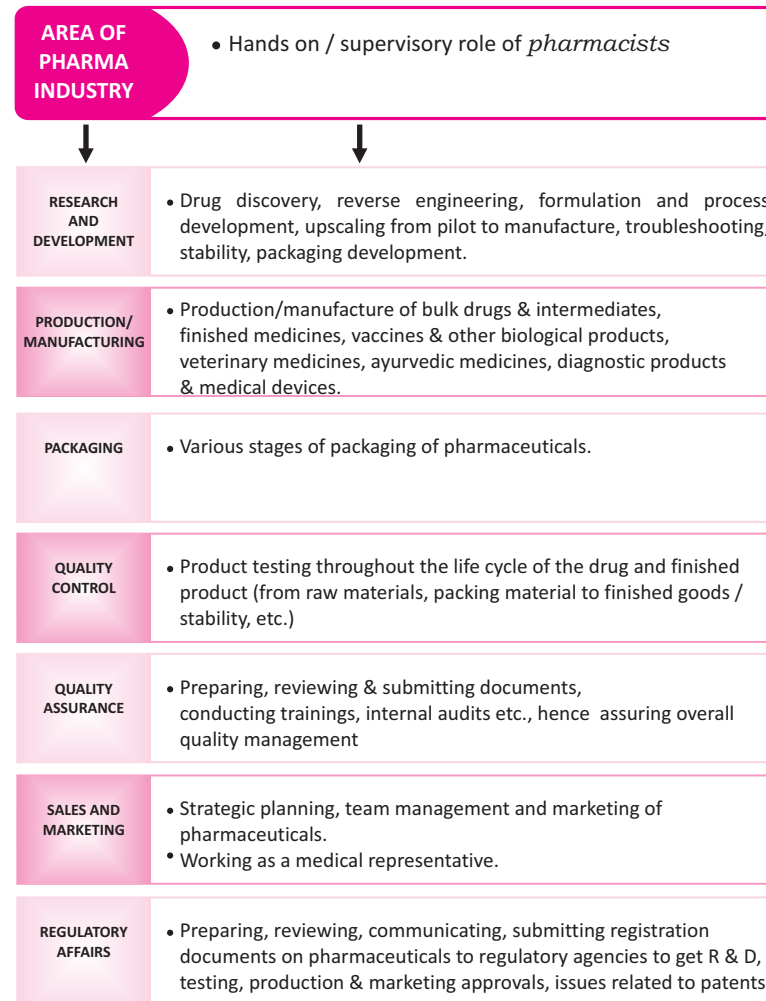 AREA OF
PHARMA
INDUSTRY
• Hands on / supervisory role of pharmacists
RESEARCH
AND
DEVELOPMENT
• Drug discovery, reverse engineering, formulation and process
development, upscaling from pilot to manufacture, troubleshooting,
stability, packaging development.
PRODUCTION/
MANUFACTURING
• Production/manufacture of bulk drugs & intermediates,
finished medicines, vaccines & other biological products,
veterinary medicines, ayurvedic medicines, diagnostic products
& medical devices.
PACKAGING
• Various stages of packaging of pharmaceuticals.
QUALITY
CONTROL
• Product testing throughout the life cycle of the drug and finished
product (from raw materials, packing material to finished goods /
stability, etc.)
QUALITY
ASSURANCE
• Preparing, reviewing & submitting documents,
conducting trainings, internal audits etc., hence assuring overall
quality management
SALES AND
MARKETING
• Strategic planning, team management and marketing of
pharmaceuticals.
• Working as a medical representative.
REGULATORY
AFFAIRS
• Preparing, reviewing, communicating, submitting registration
documents on pharmaceuticals to regulatory agencies to get R & D,
testing, production & marketing approvals, issues related to patents